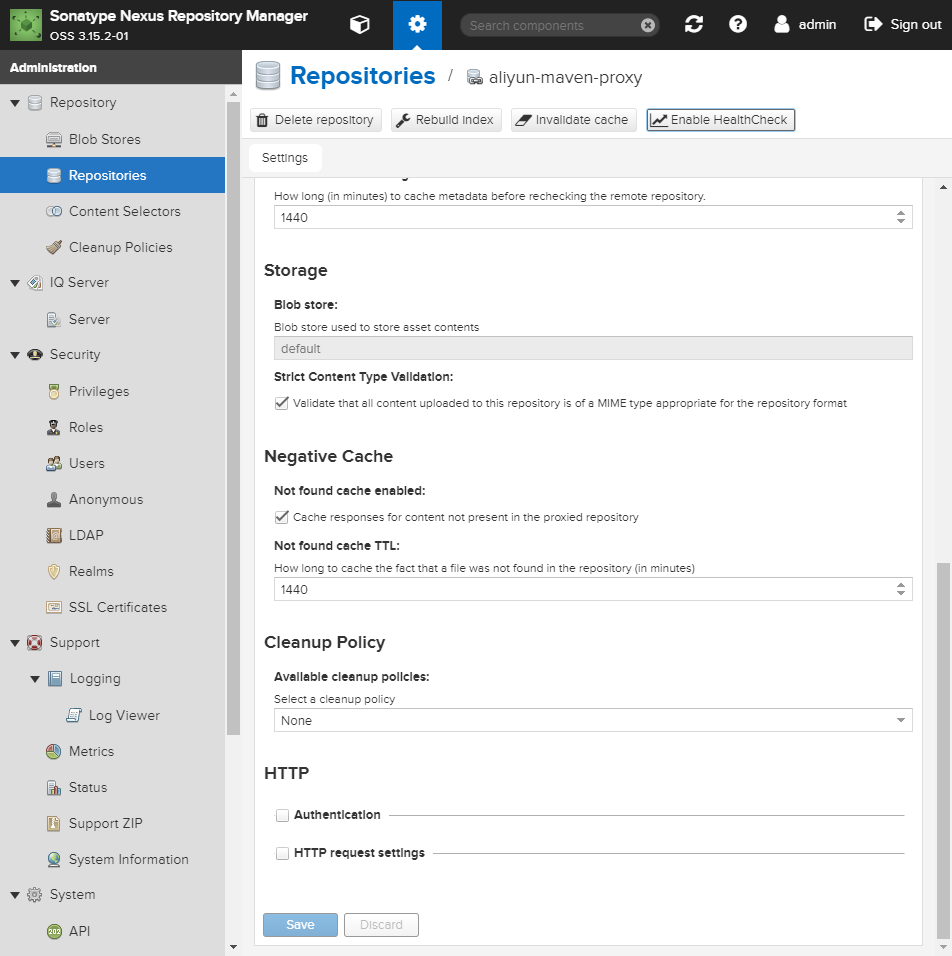 Sonatype Nexus Repository Manager
OSS 3.15.2-01
Search components
admin
Sign out
Administration
Repository
Blob Stores
Repositories
Content Selectors
Cleanup Policies
IQ Server
Server
Security
Privileges
Roles
Users
Anonymous
LDAP
Realms
SSL Certificates
Support
Logging
Log Viewer
Metrics
Status
Support ZIP
System Information
System
API
Repositories / aliyun-maven-proxy
Delete repository
Rebuild index
Invalidate cache
Enable HealthCheck
Settings
How long (in minutes) to cache metadata before rechecking the remote repository.
1440
Storage
Blob store:
Blob store used to store asset contents
default
Strict Content Type Validation:
Validate that all content uploaded to this repository is of a MIME type appropriate for the repository format
Negative Cache
Not found cache enabled:
Cache responses for content not present in the proxied repository
Not found cache TTL:
How long to cache the fact that a file was not found in the repository (in minutes)
1440
Cleanup Policy
Available cleanup policies:
Select a cleanup policy
None
HTTP
Authentication
HTTP request settings
Save
Discard